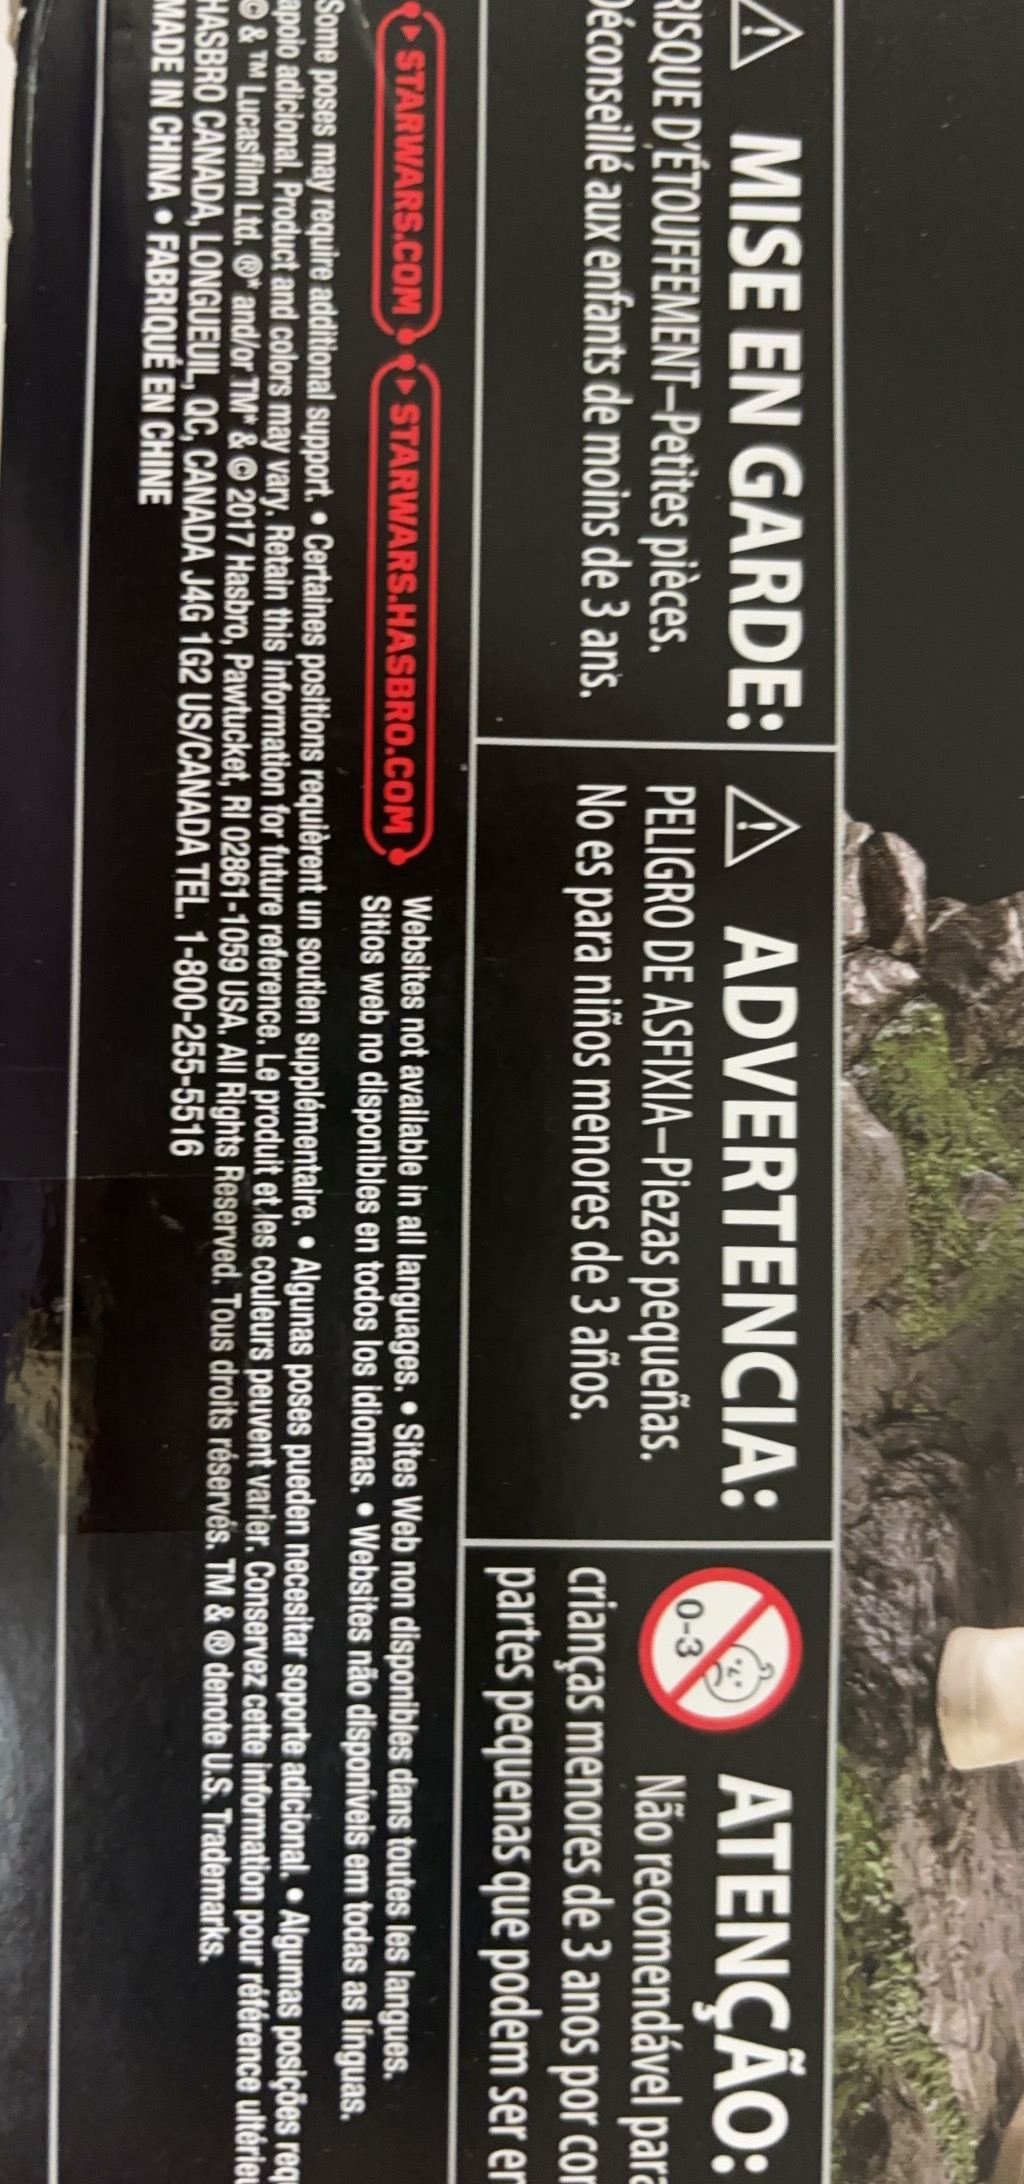 MISE EN GARDE:
RISQUE D'ÉTOUFFEMENT—Petites pièces.
Déconseillé aux enfants de moins de 3 ans.
ADVERTENCIA:
PELIGRO DE ASFIXIA—Piezas pequeñas.
No es para niños menores de 3 años.
0-3
ATENÇÃO:
Não recomendável para
crianças menores de 3 anos por
partes pequenas que podem ser
STARWARS.COM
STARWARS.HASBRO.COM
Websites not available in all languages. • Sites Web non disponibles dans toutes les langues.
Sitios web no disponibles en todos los idiomas. • Websites não disponíveis em todas as línguas.
Some poses may require additional support. • Certaines positions requièrent un soutien supplémentaire. • Algunas poses pueden necesitar soporte adicional. • Algumas posições
apoio adicional. Product and colors may vary. Retain this information for future reference. Le produit et les couleurs peuvent varier. Conservez cette information pour référence
© & ™ Lucasfilm Ltd. ®* and/or TM* & © 2017 Hasbro, Pawtucket, RI 02861-1059 USA. All Rights Reserved. Tous droits réservés. TM & ® denote U.S. Trademarks.
HASBRO CANADA, LONGUEUIL, QC, CANADA J4G 1G2 US/CANADA TEL. 1-800-255-5516
MADE IN CHINA • FABRIQUÉ EN CHINE